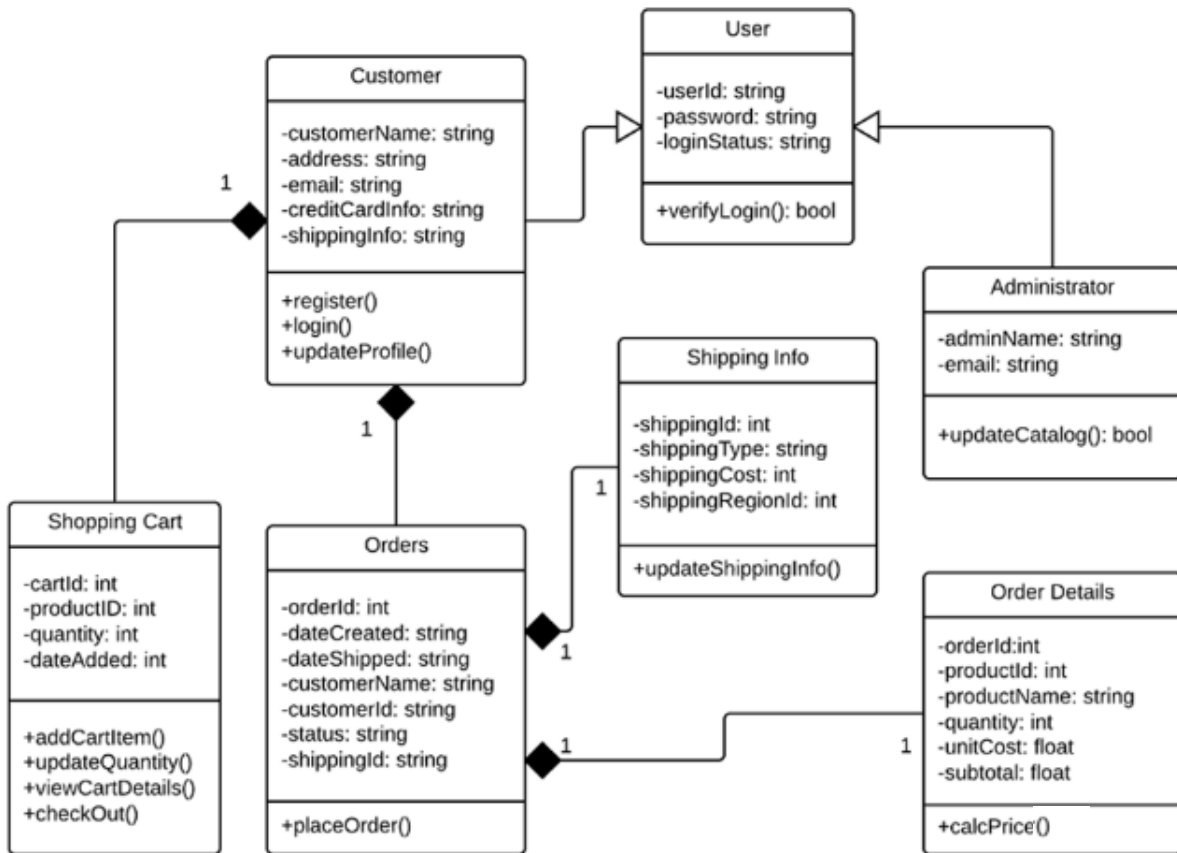 User
-userId: string
-password: string
-loginStatus: string
+verifyLogin(): bool
Customer
-customerName: string
-address: string
-email: string
-creditCardInfo: string
-shippingInfo: string
+register()
+login()
+updateProfile()
1
1
Administrator
-adminName: string
-email: string
+updateCatalog(): bool
Shipping Info
-shippingId: int
-shippingType: string
-shippingCost: int
-shippingRegionId: int
+updateShippingInfo()
1
1
Shopping Cart
-cartId: int
-productID: int
-quantity: int
-dateAdded: int
+addCartItem()
+updateQuantity()
+viewCartDetails()
+checkOut()
Orders
-orderId: int
-dateCreated: string
-dateShipped: string
-customerName: string
-customerId: string
-status: string
-shippingId: string
+placeOrder()
1
1
Order Details
-orderId:int
-productId: int
-productName: string
-quantity: int
-unitCost: float
-subtotal: float
+calcPrice()